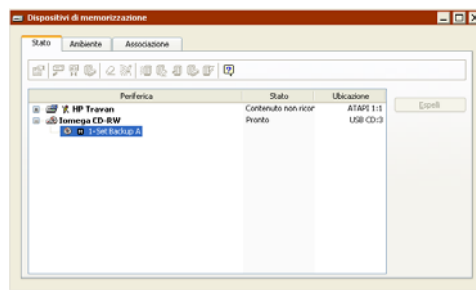 Dispositivi di memorizzazione
Stato Ambiente Associazione
Periferica Stato Ubicazione
HP Travan Contenuto non ricor ATAPI 1:1
Iomega CD-RW Pronto USB CD:3
1-Set Backup A
Espelli